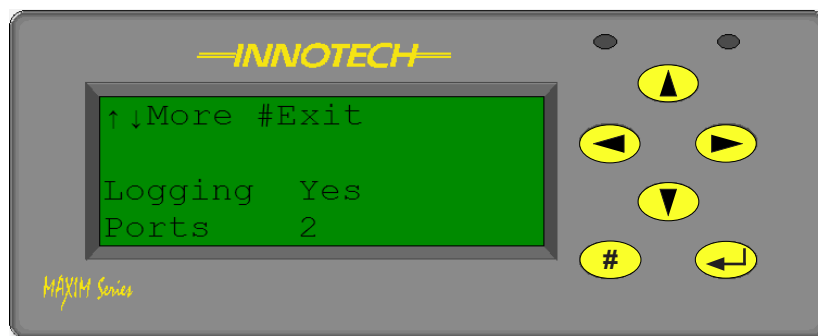 INNOTECH
↑↓More #Exit
Logging Yes
Ports 2
#
MAXIM Series